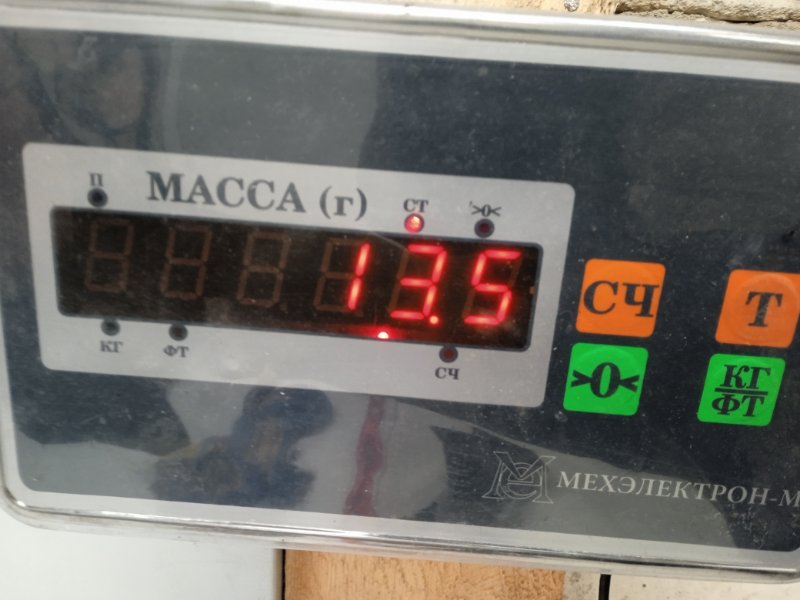 МАССА (г)
П
СТ
>0<
13.5
КГ
ФТ
СЧ
СЧ
Т
>0<
КГ
ФТ
МЕХЭЛЕКТРОН-М